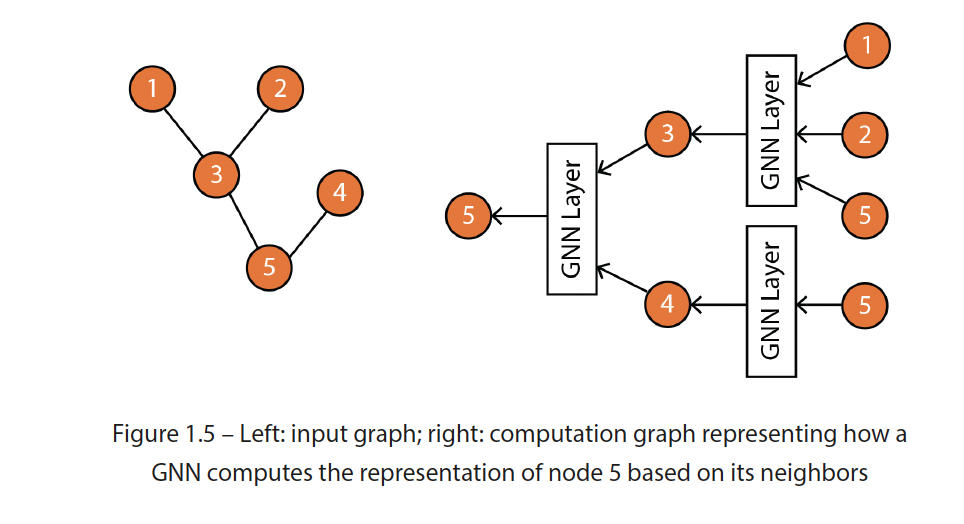 1
2
3
4
5
5
GNN Layer
3
4
GNN Layer
1
2
5
GNN Layer
5
Figure 1.5 – Left: input graph; right: computation graph representing how a
GNN computes the representation of node 5 based on its neighbors